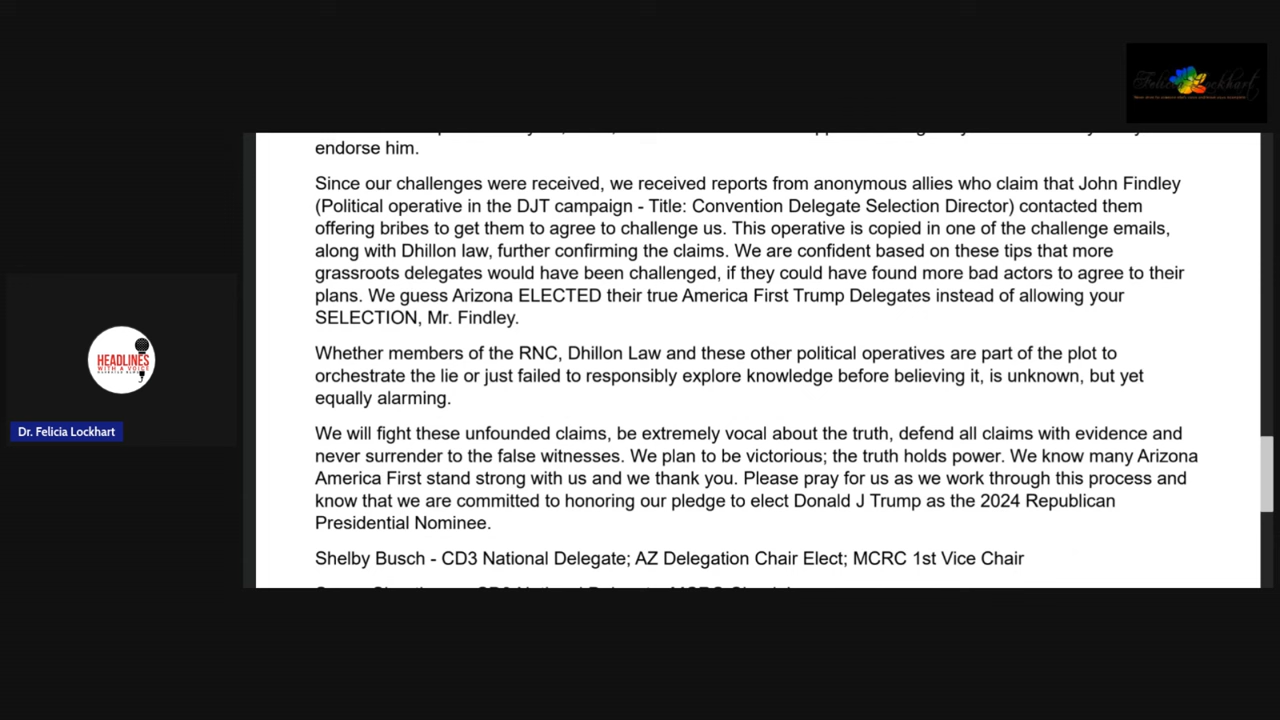 Felicia Lockhart
endorse him.
Since our challenges were received, we received reports from anonymous allies who claim that John Findley
(Political operative in the DJT campaign - Title: Convention Delegate Selection Director) contacted them
offering bribes to get them to agree to challenge us. This operative is copied in one of the challenge emails,
along with Dhillon law, further confirming the claims. We are confident based on these tips that more
grassroots delegates would have been challenged, if they could have found more bad actors to agree to their
plans. We guess Arizona ELECTED their true America First Trump Delegates instead of allowing your
SELECTION, Mr. Findley.
Whether members of the RNC, Dhillon Law and these other political operatives are part of the plot to
orchestrate the lie or just failed to responsibly explore knowledge before believing it, is unknown, but yet
equally alarming.
We will fight these unfounded claims, be extremely vocal about the truth, defend all claims with evidence and
never surrender to the false witnesses. We plan to be victorious; the truth holds power. We know many Arizona
America First stand strong with us and we thank you. Please pray for us as we work through this process and
know that we are committed to honoring our pledge to elect Donald J Trump as the 2024 Republican
Presidential Nominee.
Shelby Busch - CD3 National Delegate; AZ Delegation Chair Elect; MCRC 1st Vice Chair
HEADLINES
WITH A VOICE
Dr. Felicia Lockhart